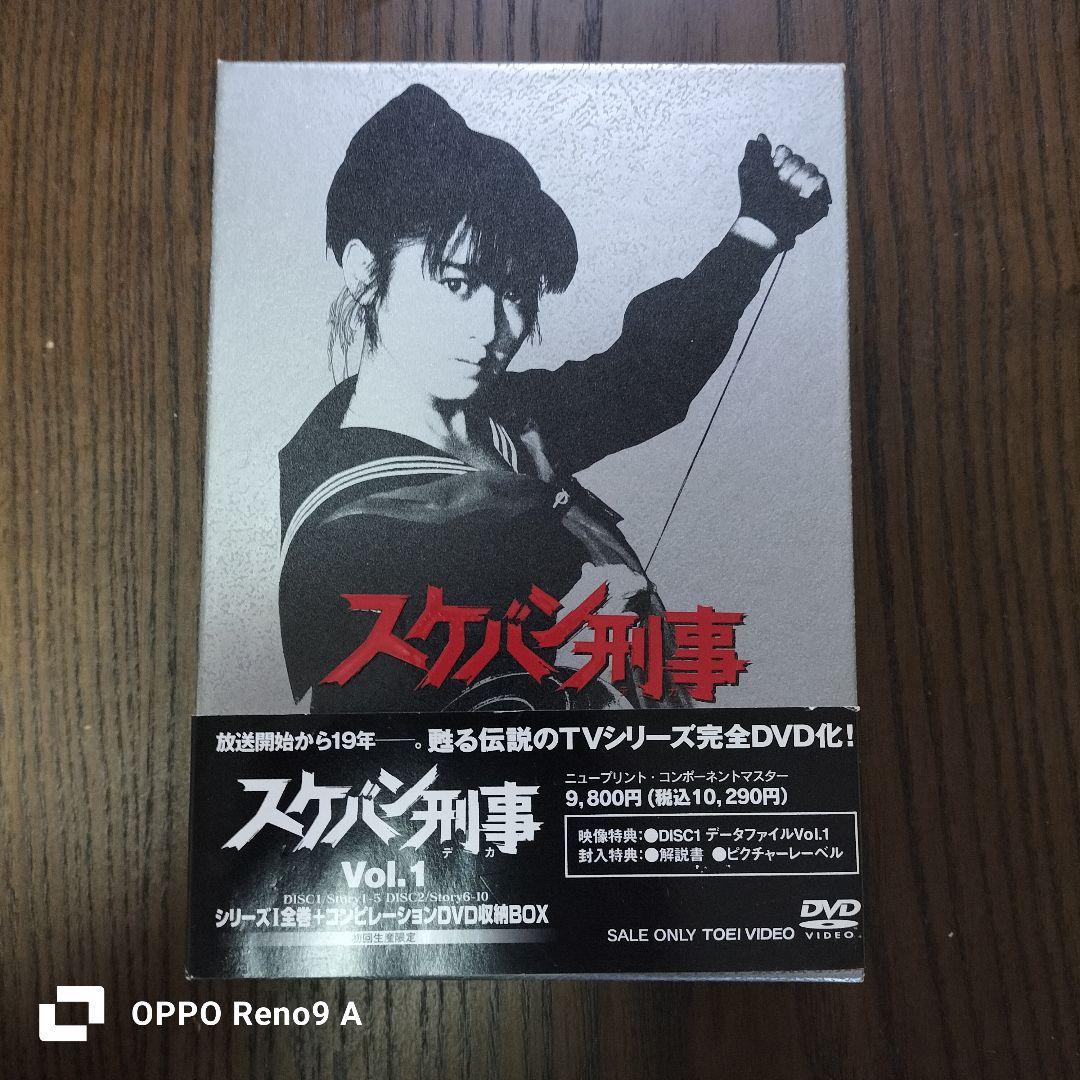 スケバン刑事
放送開始から19年──。甦る伝説のTVシリーズ完全DVD化!
スケバン刑事
デカ
Vol.1
DISC1/Story1-5 DISC2/Story6-10
シリーズI全巻+コンピレーションDVD収納BOX
初回生産限定
ニュープリント・コンポーネントマスター
9,800円(税込10,290円)
映像特典:●DISC1 データファイルVol.1
封入特典:●解説書 ●ピクチャーレーベル
SALE ONLY TOEI VIDEO
DVD
VIDEO
OPPO Reno9 A